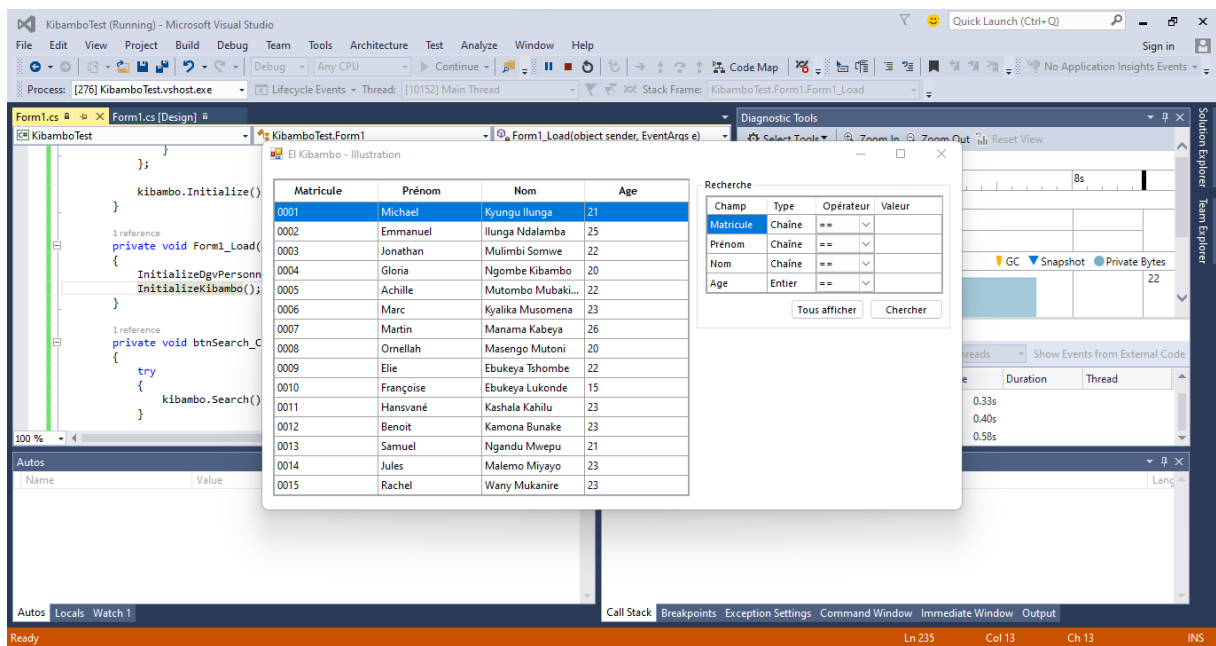 KibamboTest (Running) - Microsoft Visual Studio
Quick Launch (Ctrl+Q)
File Edit View Project Build Debug Team Tools Architecture Test Analyze Window Help
Sign in
Debug Any CPU Continue Code Map No Application Insights Events
Process: [276] KibamboTest.vshost.exe Lifecycle Events Thread: [10152] Main Thread Stack Frame: KibamboTest.Form1.Form1_Load
Form1.cs Form1.cs [Design]
KibamboTest KibamboTest.Form1 Form1_Load(object sender, EventArgs e)
}
};
kibambo.Initialize()
}
1 reference
private void Form1_Load(
{
InitializeDgvPersonn
InitializeKibambo();
}
1 reference
private void btnSearch_C
{
try
{
kibambo.Search()
}
100 %
El Kibambo - Illustration
Matricule Prénom Nom Age
0001 Michael Kyungu Ilunga 21
0002 Emmanuel Ilunga Ndalamba 25
0003 Jonathan Mulimbi Somwe 22
0004 Gloria Ngombe Kibambo 20
0005 Achille Mutombo Mubaki... 22
0006 Marc Kyalika Musomena 23
0007 Martin Manama Kabeya 26
0008 Ornellah Masengo Mutoni 20
0009 Elie Ebukeya Tshombe 22
0010 Françoise Ebukeya Lukonde 15
0011 Hansvané Kashala Kahilu 23
0012 Benoit Kamona Bunake 23
0013 Samuel Ngandu Mwepu 21
0014 Jules Malemo Miyayo 23
0015 Rachel Wany Mukanire 23
Recherche
Champ Type Opérateur Valeur
Matricule Chaîne ==
Prénom Chaîne ==
Nom Chaîne ==
Age Entier ==
Tous afficher Chercher
Diagnostic Tools
Select Tools Zoom In Zoom Out Reset View
8s
GC Snapshot Private Bytes
22
Show Events from External Code
Duration Thread
0.33s
0.40s
0.58s
Solution Explorer
Team Explorer
Autos
Name Value
Lang
Autos Locals Watch 1
Call Stack Breakpoints Exception Settings Command Window Immediate Window Output
Ready Ln 235 Col 13 Ch 13 INS